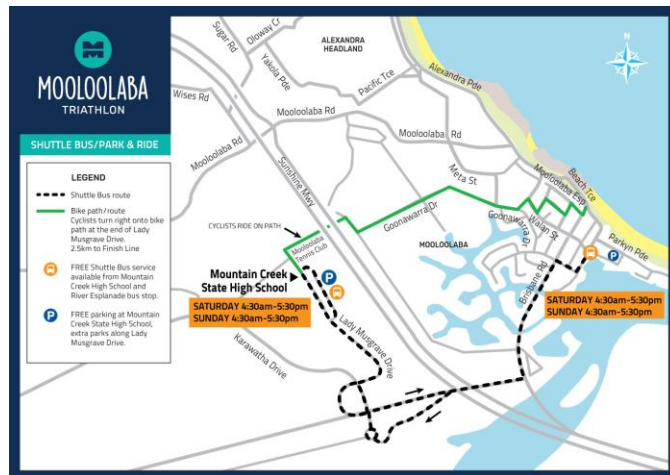 MOOLOOLABA
TRIATHLON
SHUTTLE BUS/PARK & RIDE
LEGEND
Shuttle Bus route
Bike path/route
Cyclists turn right onto bike
path at the end of Lady
Musgrave Drive.
2.5km to Finish Line
FREE Shuttle Bus service
available from Mountain
Creek High School and
River Esplanade bus stop.
P
FREE parking at Mountain
Creek State High School,
extra parks along Lady
Musgrave Drive.
Sugar Rd
Oloway Cr
ALEXANDRA
HEADLAND
N
Yakola Pde
Pacific Tce
Alexandra Pde
Wises Rd
Mooloolaba Rd
Mooloolaba Rd
Sunshine Mwy
Meta St
Mooloolaba Esp
Beach Tce
CYCLISTS RIDE ON PATH
Goonawarra Dr
Goonawarra Dr
Walan St
Parkyn Pde
Mooloolaba
Tennis Club
MOOLOOLABA
P
Mountain Creek
State High School
P
Brisbane Rd
SATURDAY 4:30am-5:30pm
SUNDAY 4:30am-5:30pm
SATURDAY 4:30am-5:30pm
SUNDAY 4:30am-5:30pm
Lady Musgrave Drive
Karawatha Drive